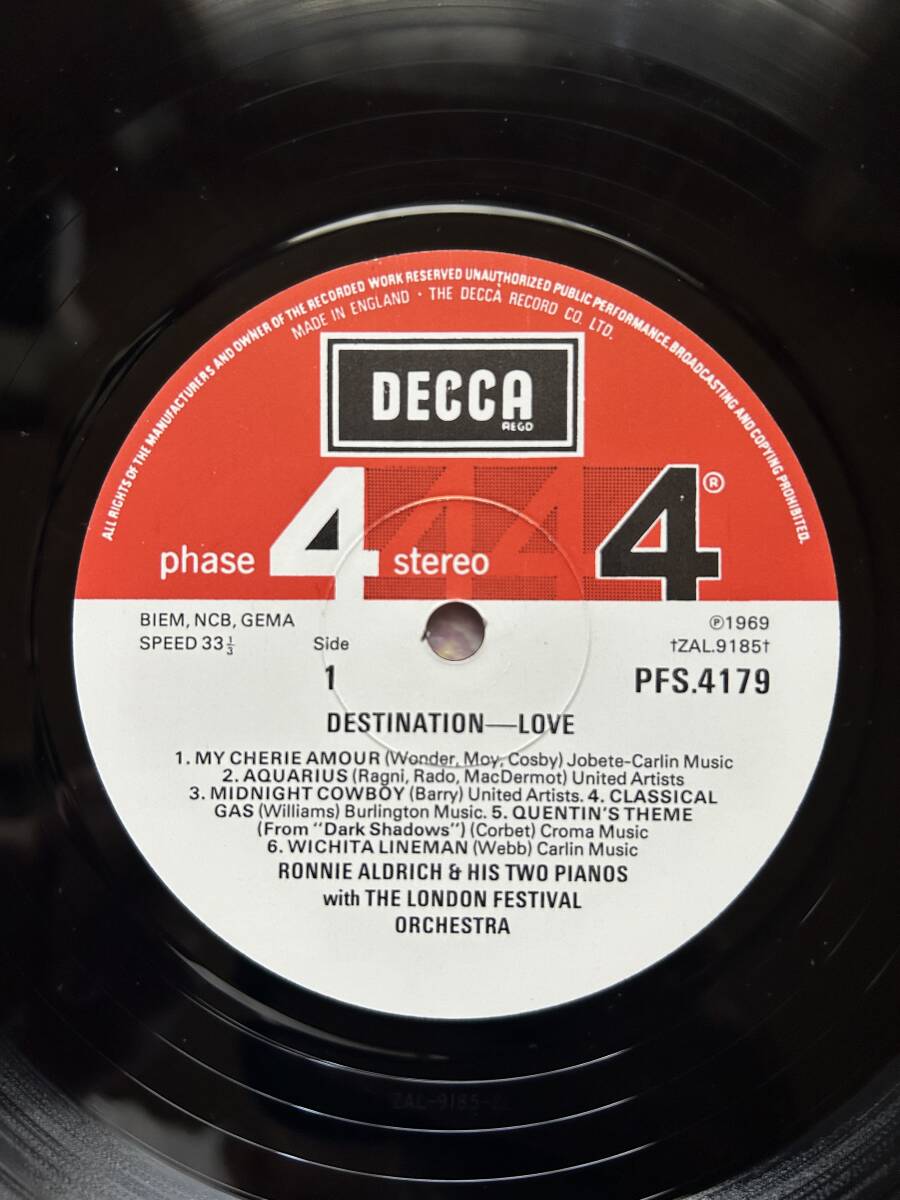 ALL RIGHTS OF THE MANUFACTURERS AND OWNER OF THE RECORDED WORK RESERVED UNAUTHORIZED PUBLIC PERFORMANCE, BROADCASTING AND COPYING PROHIBITED.
MADE IN ENGLAND · THE DECCA RECORD CO. LTD.
DECCA
REGD
phase 4 stereo 4 4 4®
BIEM, NCB, GEMA
SPEED 33 1/3
Side
1
℗1969
†ZAL.9185†
PFS.4179
DESTINATION—LOVE
1. MY CHERIE AMOUR (Wonder, Moy, Cosby) Jobete-Carlin Music
2. AQUARIUS (Ragni, Rado, MacDermot) United Artists
3. MIDNIGHT COWBOY (Barry) United Artists. 4. CLASSICAL
GAS (Williams) Burlington Music. 5. QUENTIN'S THEME
(From "Dark Shadows") (Corbet) Croma Music
6. WICHITA LINEMAN (Webb) Carlin Music
RONNIE ALDRICH & HIS TWO PIANOS
with THE LONDON FESTIVAL
ORCHESTRA